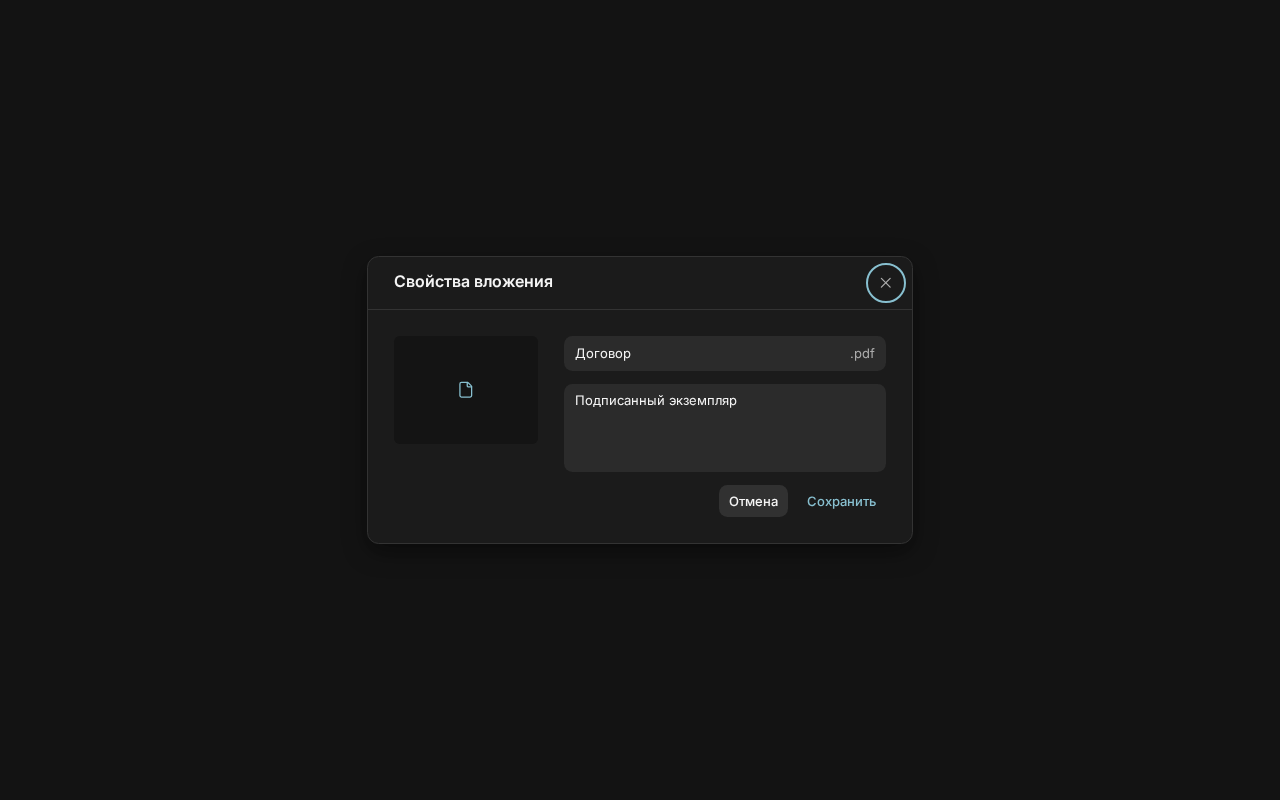 Свойства вложения
Договор .pdf
Подписанный экземпляр
Отмена Сохранить